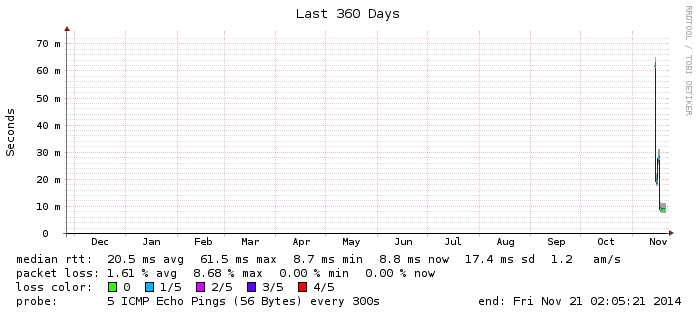 Last 360 Days
RRDTOOL / TOBI OETIKER
Seconds
70 m
60 m
50 m
40 m
30 m
20 m
10 m
0
Dec Jan Feb Mar Apr May Jun Jul Aug Sep Oct Nov
median rtt: 20.5 ms avg 61.5 ms max 8.7 ms min 8.8 ms now 17.4 ms sd 1.2 am/s
packet loss: 1.61 % avg 8.68 % max 0.00 % min 0.00 % now
loss color: 0 1/5 2/5 3/5 4/5
probe: 5 ICMP Echo Pings (56 Bytes) every 300s end: Fri Nov 21 02:05:21 2014